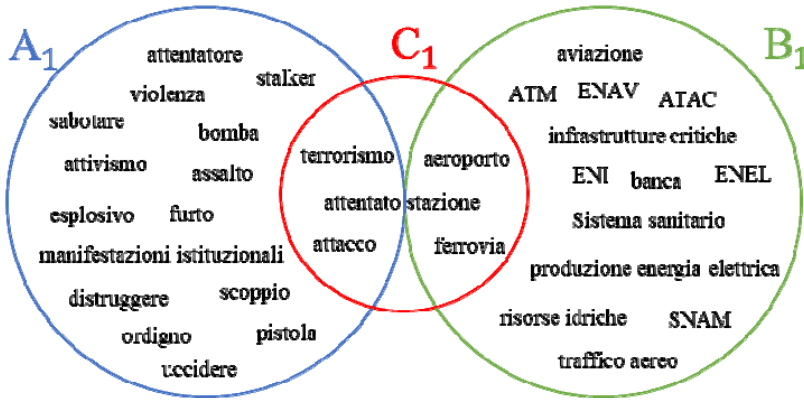 A1
C1
B1
attentatore
stalker
violenza
sabotare
bomba
attivismo
assalto
esplosivo
furto
manifestazioni istituzionali
distruggere
scoppio
ordigno
pistola
uccidere
terrorismo
attentato
attacco
aeroporto
stazione
ferrovia
aviazione
ATM ENAV ATAC
infrastrutture critiche
ENI banca ENEL
Sistema sanitario
produzione energia elettrica
risorse idriche SNAM
traffico aereo